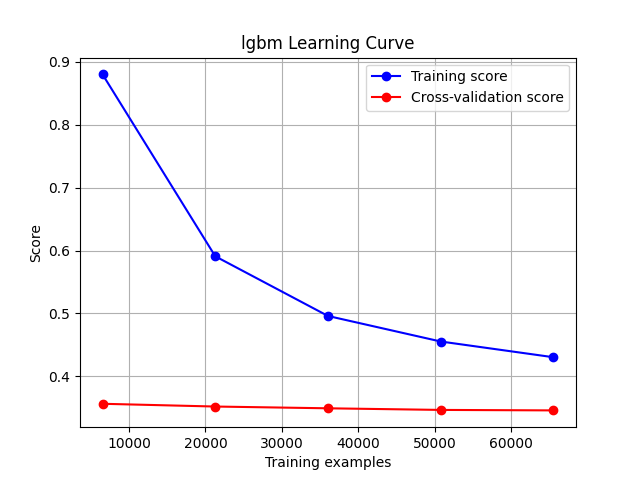 lgbm Learning Curve
Training score
Cross-validation score
Score
0.9
0.8
0.7
0.6
0.5
0.4
10000 20000 30000 40000 50000 60000
Training examples